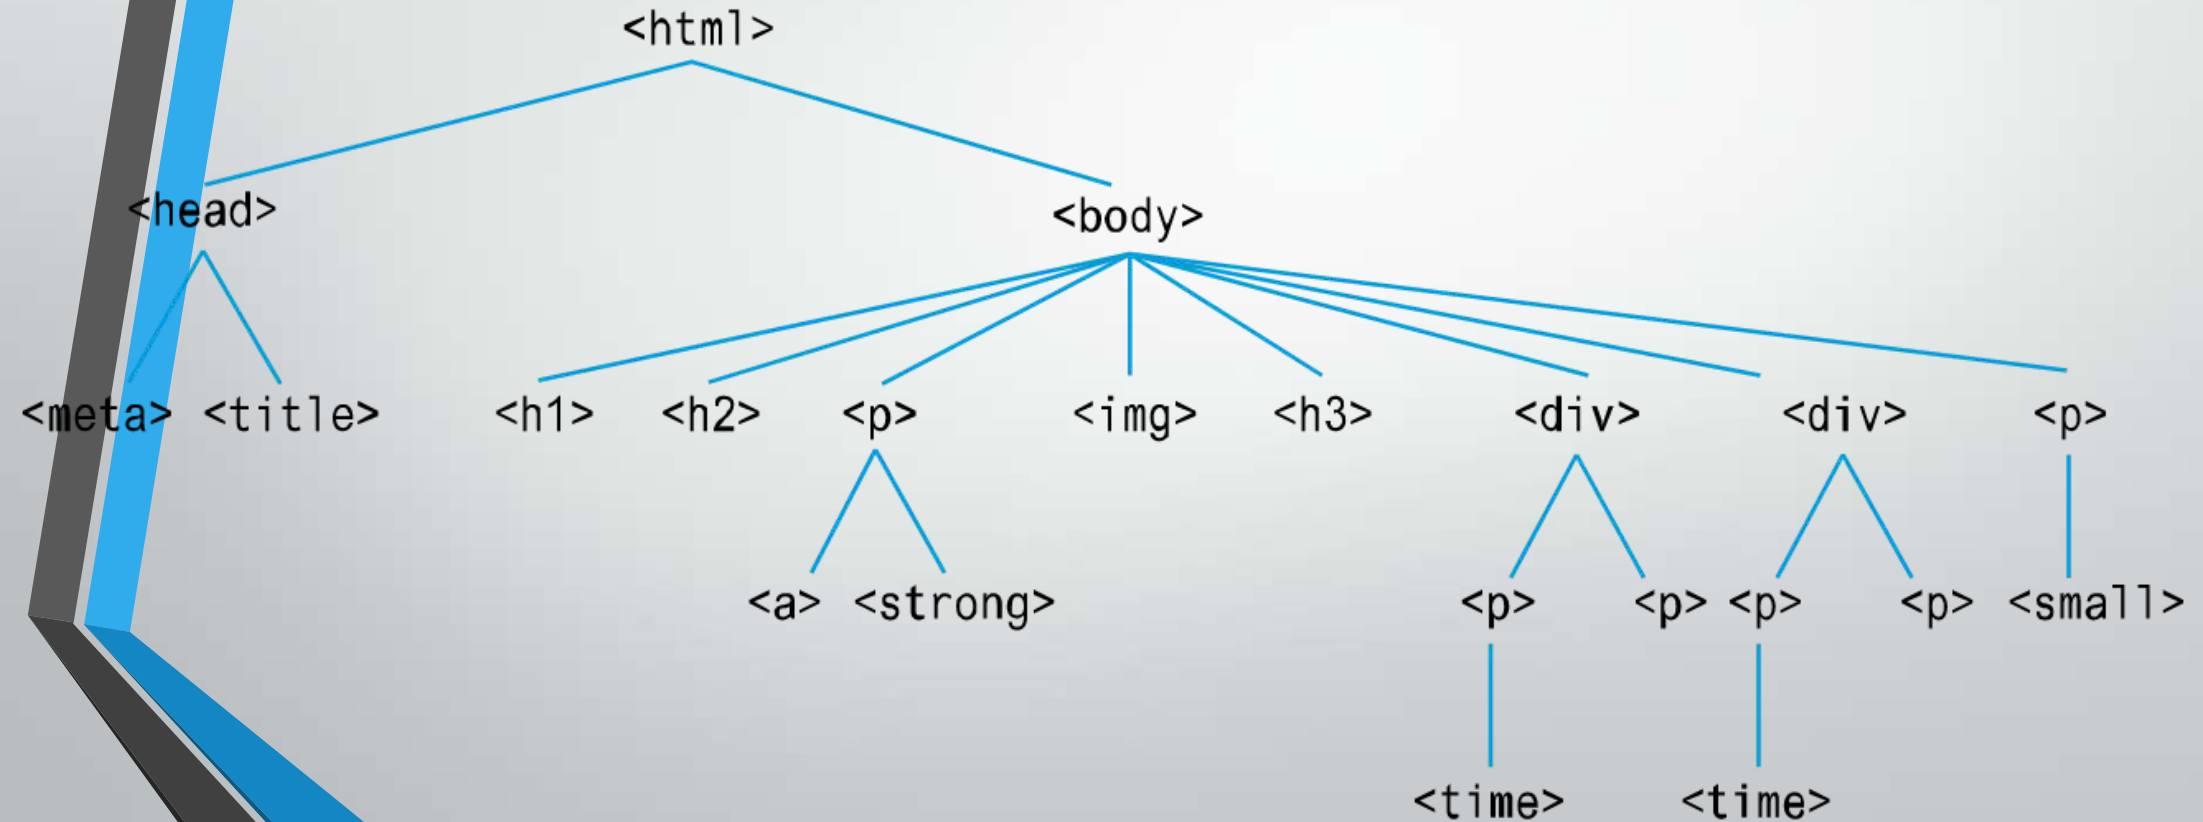 <html>
<head> <body>
<meta> <title> <h1> <h2> <p> <img> <h3> <div> <div> <p>
<a> <strong> <p> <p> <p> <p> <small>
<time> <time>